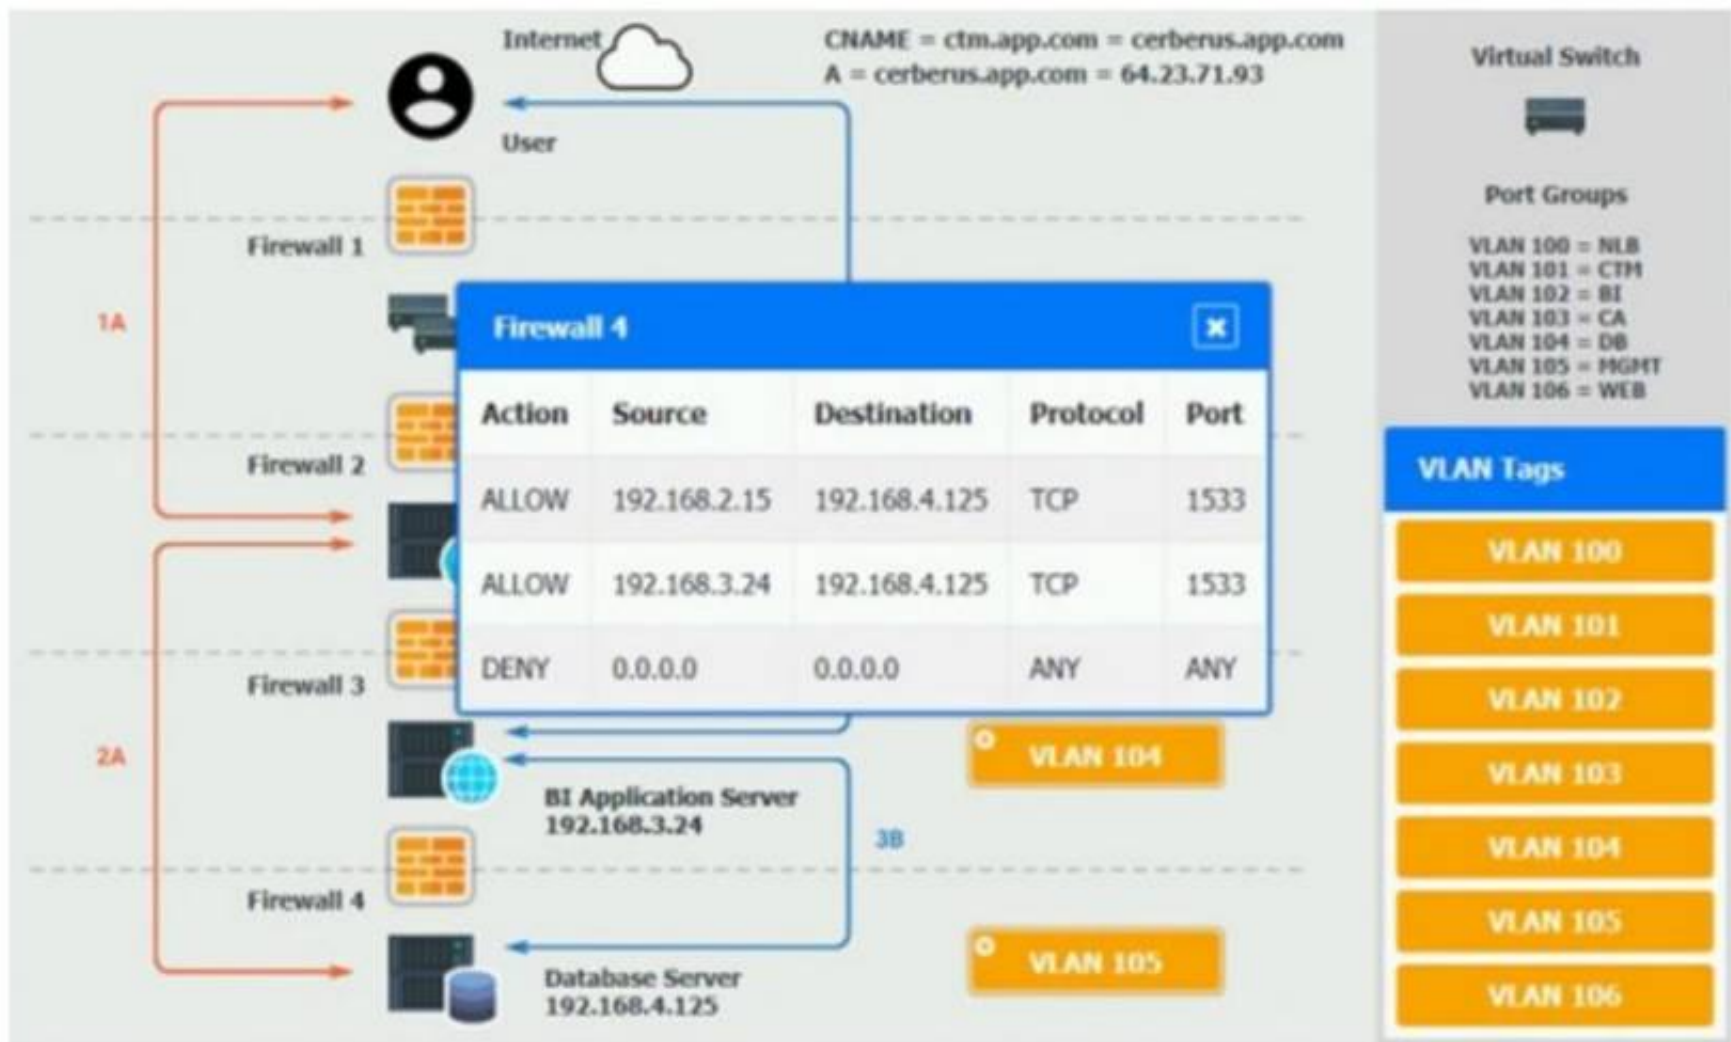 Internet
CNAME = ctm.app.com = cerberus.app.com
A = cerberus.app.com = 64.23.71.93
User
Firewall 1
1A
Firewall 2
Firewall 3
2A
BI Application Server
192.168.3.24
3B
Firewall 4
Database Server
192.168.4.125
Firewall 4
Action Source Destination Protocol Port
ALLOW 192.168.2.15 192.168.4.125 TCP 1533
ALLOW 192.168.3.24 192.168.4.125 TCP 1533
DENY 0.0.0.0 0.0.0.0 ANY ANY
VLAN 104
VLAN 105
Virtual Switch
Port Groups
VLAN 100 = NLB
VLAN 101 = CTM
VLAN 102 = BI
VLAN 103 = CA
VLAN 104 = DB
VLAN 105 = MGMT
VLAN 106 = WEB
VLAN Tags
VLAN 100
VLAN 101
VLAN 102
VLAN 103
VLAN 104
VLAN 105
VLAN 106